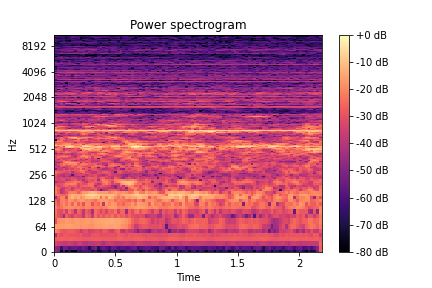 Power spectrogram
Hz
8192
4096
2048
1024
512
256
128
64
0
0
0.5
1
1.5
2
Time
+0 dB
-10 dB
-20 dB
-30 dB
-40 dB
-50 dB
-60 dB
-70 dB
-80 dB